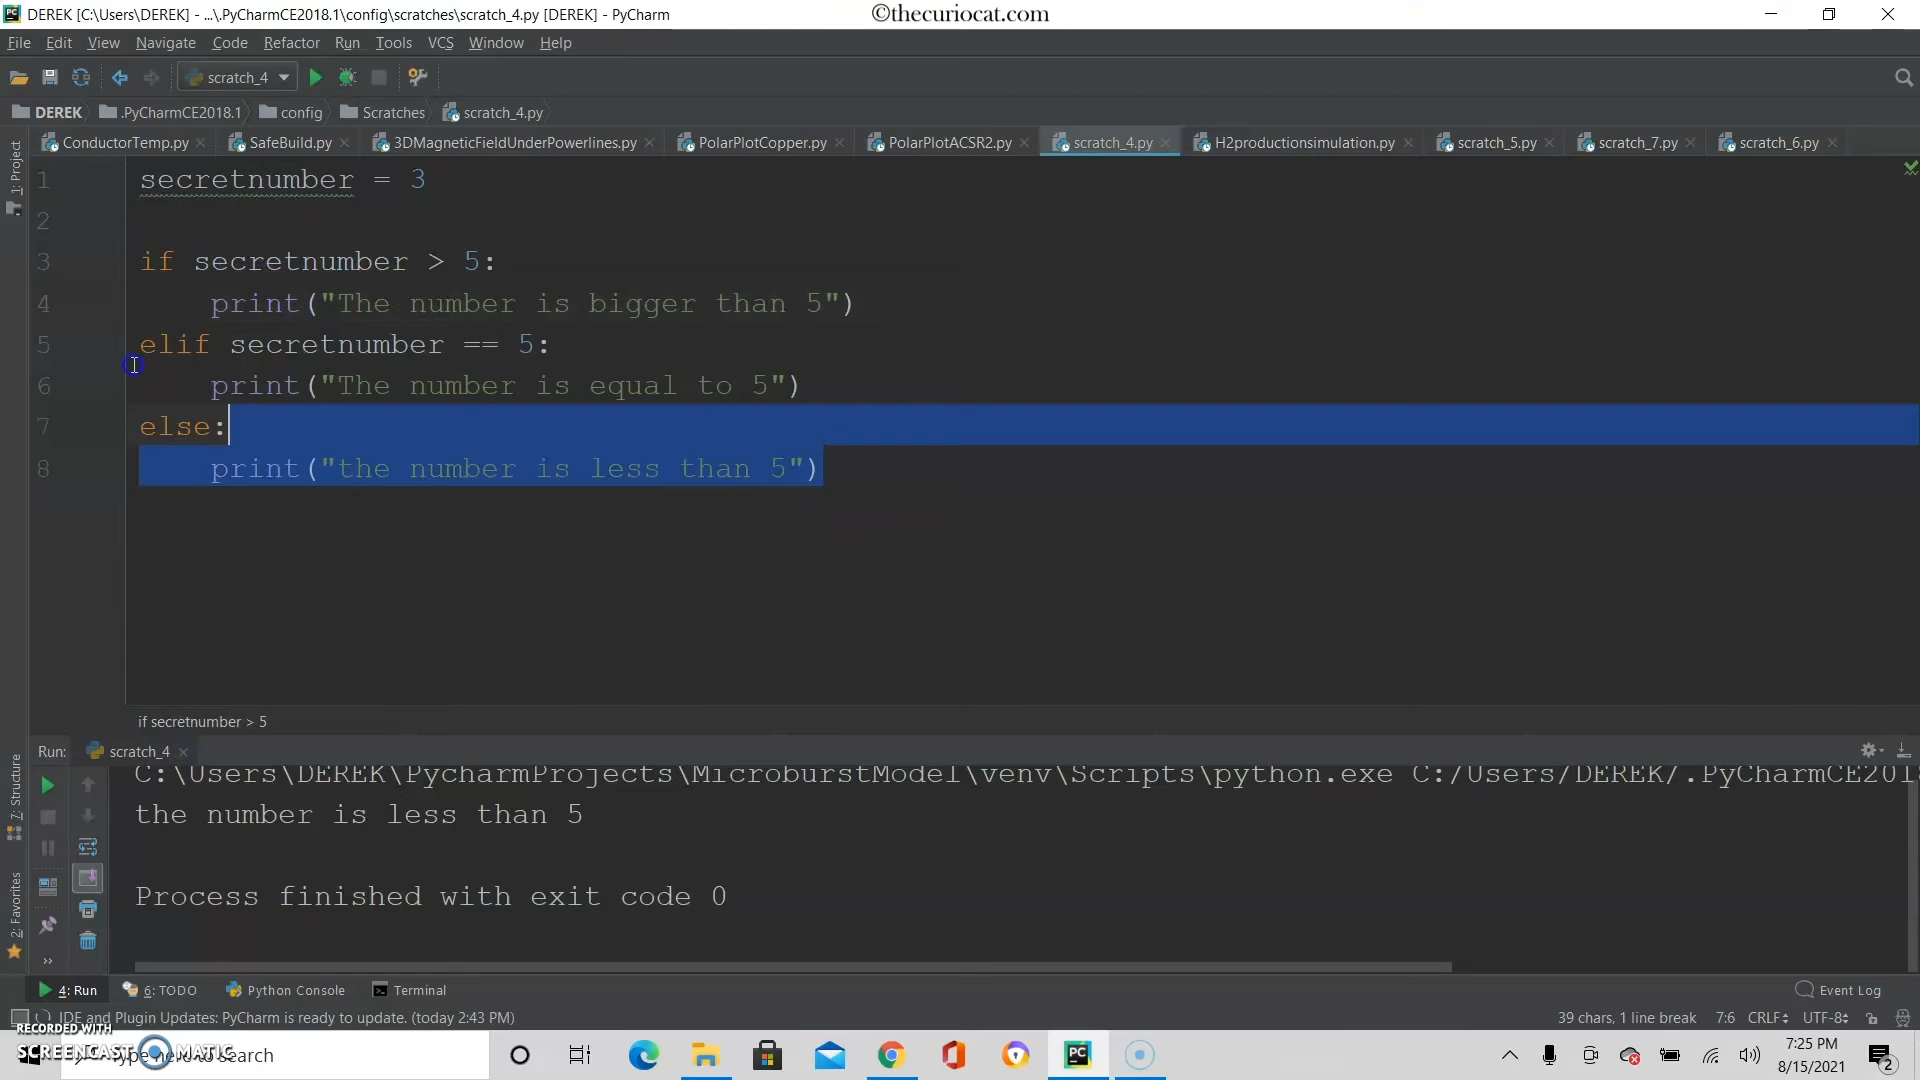 DEREK [C:\Users\DEREK] - ...\.PyCharmCE2018.1\config\scratches\scratch_4.py [DEREK] - PyCharm
©thecuriocat.com
File Edit View Navigate Code Refactor Run Tools VCS Window Help
scratch_4
DEREK .PyCharmCE2018.1 config Scratches scratch_4.py
ConductorTemp.py SafeBuild.py 3DMagneticFieldUnderPowerlines.py PolarPlotCopper.py PolarPlotACSR2.py scratch_4.py H2productionsimulation.py scratch_5.py scratch_7.py scratch_6.py
1: Project
1 secretnumber = 3
2
3 if secretnumber > 5:
4 print("The number is bigger than 5")
5 elif secretnumber == 5:
6 print("The number is equal to 5")
7 else:
8 print("the number is less than 5")
if secretnumber > 5
7: Structure
2: Favorites
Run: scratch_4
C:\Users\DEREK\PycharmProjects\MicroburstModel\venv\Scripts\python.exe C:/Users/DEREK/.PyCharmCE201
the number is less than 5
Process finished with exit code 0
4: Run 6: TODO Python Console Terminal Event Log
IDE and Plugin Updates: PyCharm is ready to update. (today 2:43 PM) 39 chars, 1 line break 7:6 CRLF UTF-8
RECORDED WITH
SCREENCAST MATIC
Type here to search
PC
7:25 PM
8/15/2021
2